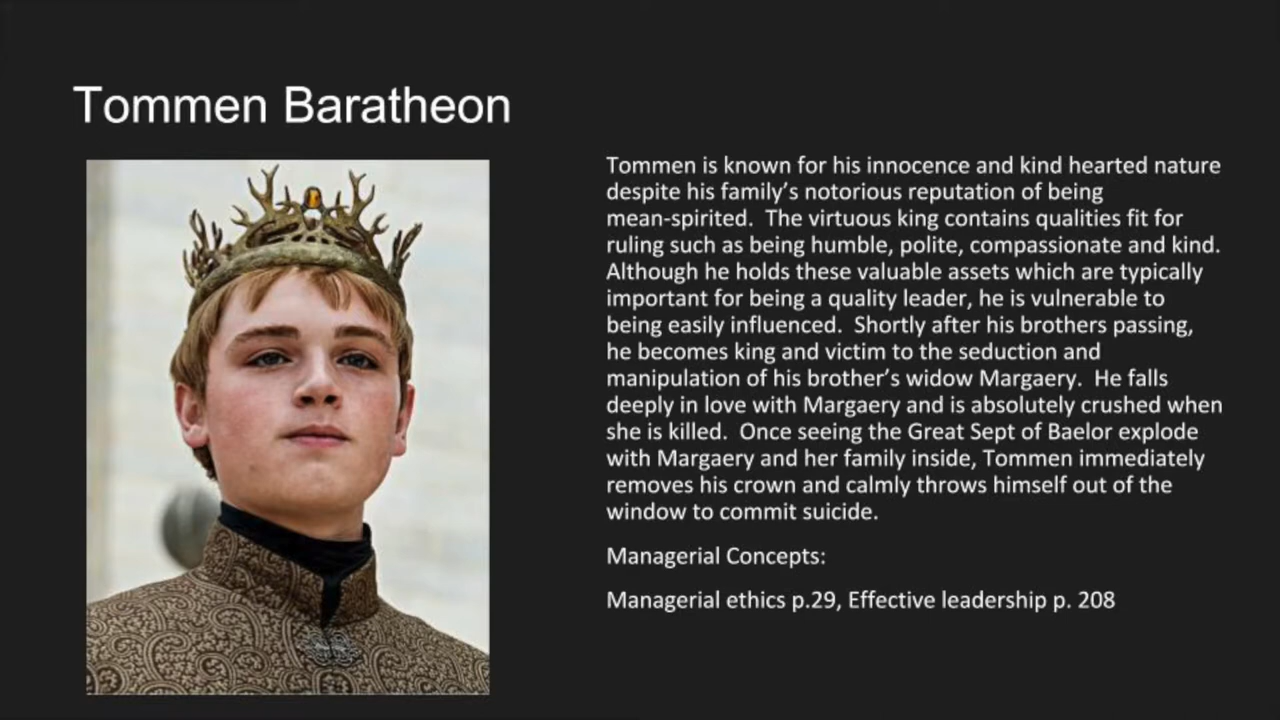 Tommen Baratheon
Tommen is known for his innocence and kind hearted nature
despite his family’s notorious reputation of being
mean-spirited.  The virtuous king contains qualities fit for
ruling such as being humble, polite, compassionate and kind.
Although he holds these valuable assets which are typically
important for being a quality leader, he is vulnerable to
being easily influenced.  Shortly after his brothers passing,
he becomes king and victim to the seduction and
manipulation of his brother’s widow Margaery.  He falls
deeply in love with Margaery and is absolutely crushed when
she is killed.  Once seeing the Great Sept of Baelor explode
with Margaery and her family inside, Tommen immediately
removes his crown and calmly throws himself out of the
window to commit suicide.
Managerial Concepts:
Managerial ethics p.29, Effective leadership p. 208